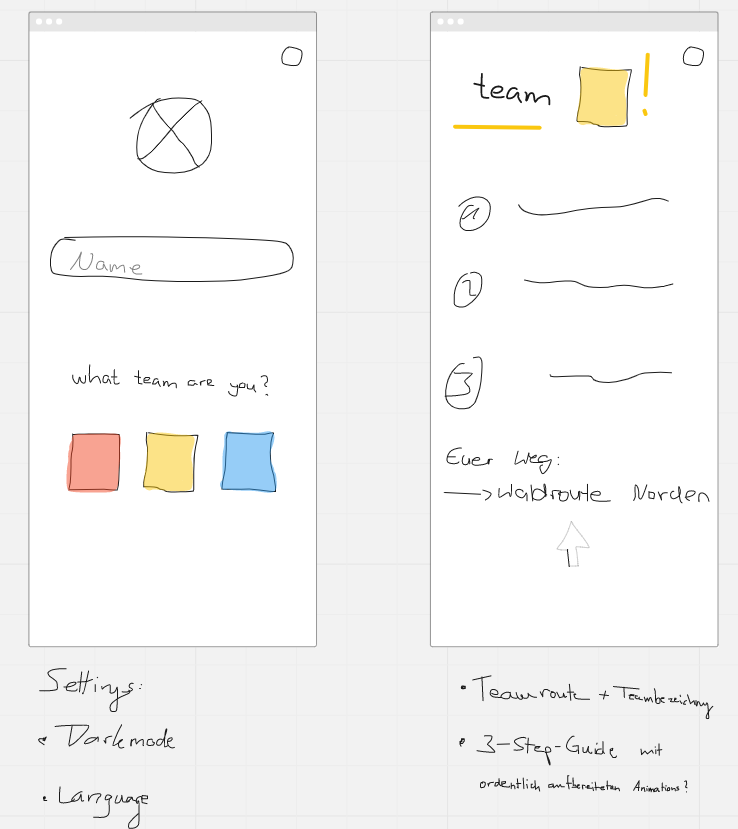 Name
what team are you?
Settings:
• Darkmode
• Language
team !
1
2
3
Euer Weg:
→ Waldroute Norden
• Teamroute + Teambezeichung
• 3-Step-Guide mit
ordentlich aufbereiteten Animations?